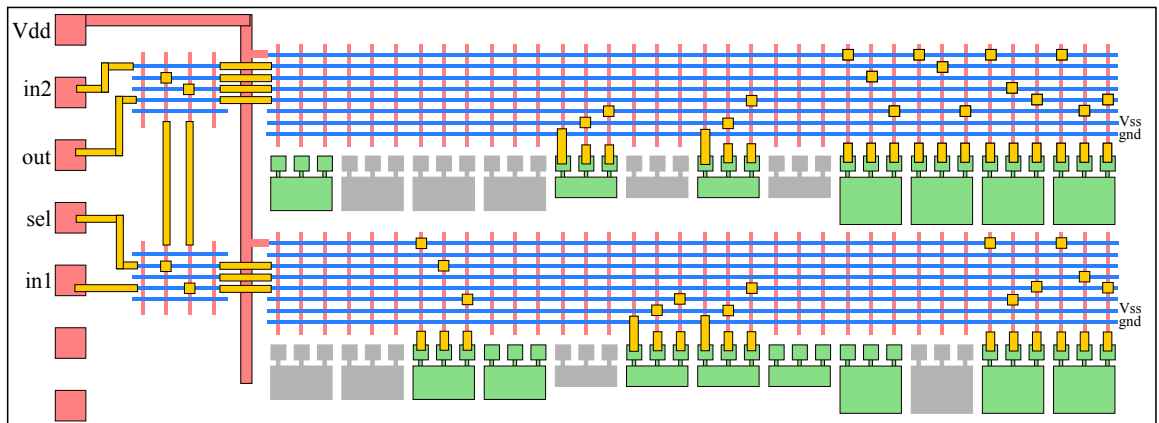 Vdd
in2
out
sel
in1
Vss
gnd
Vss
gnd